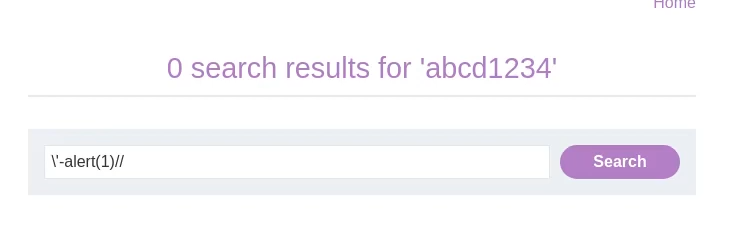 Home
0 search results for 'abcd1234'
\'-alert(1)//
Search